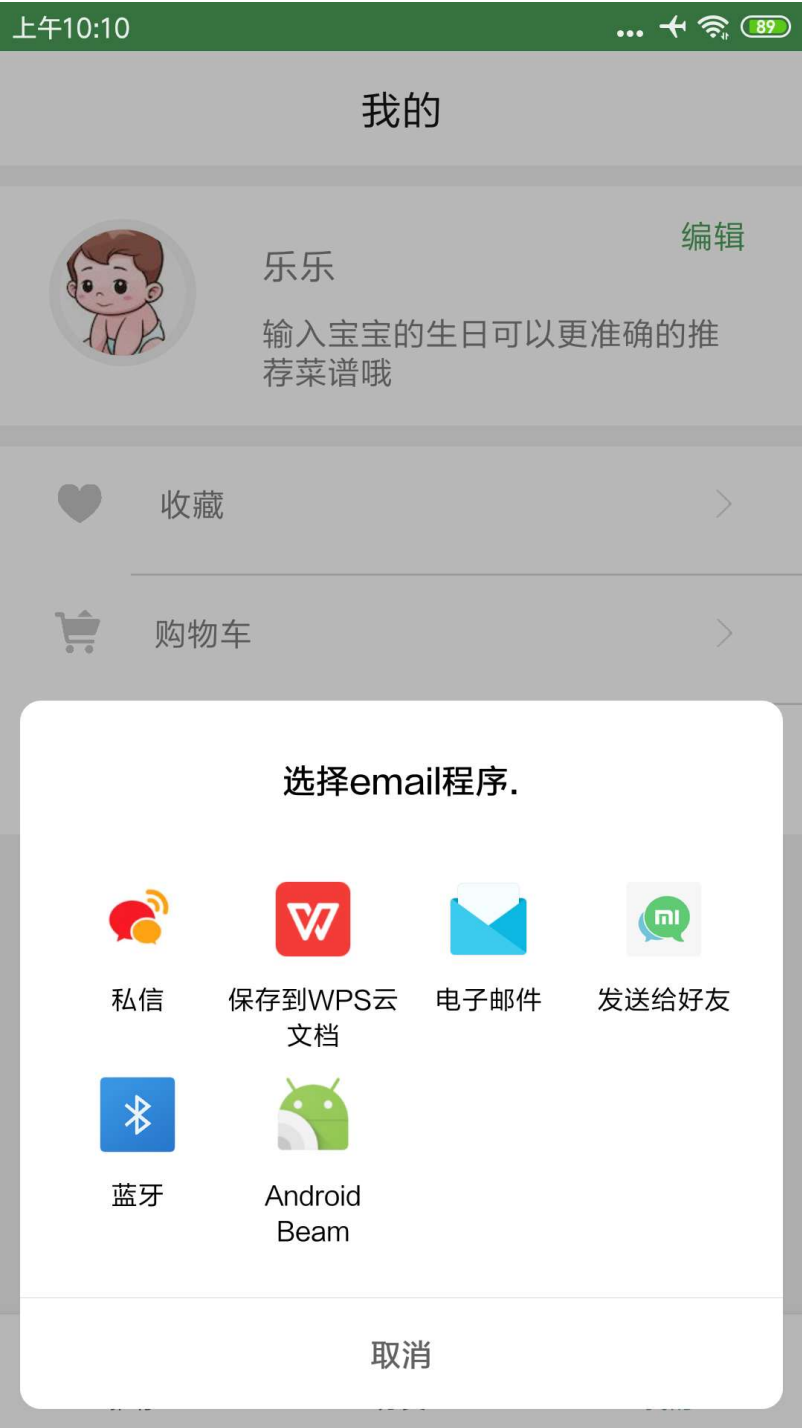 上午10:10
89
我的
编辑
乐乐
输入宝宝的生日可以更准确的推
荐菜谱哦
收藏
购物车
选择email程序.
私信
保存到WPS云
文档
电子邮件
发送给好友
蓝牙
Android
Beam
取消